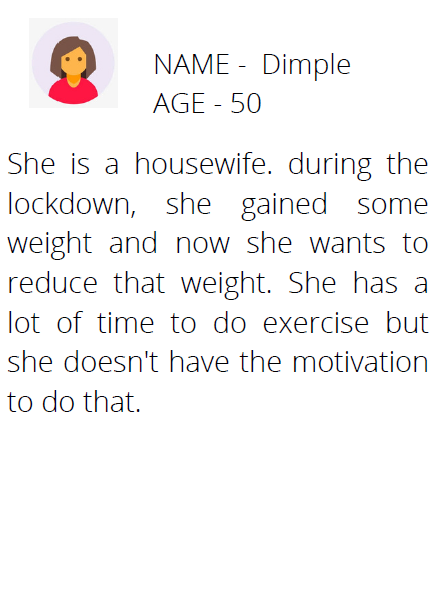 NAME -  Dimple
AGE - 50
She is a housewife. during the
lockdown, she gained some
weight and now she wants to
reduce that weight. She has a
lot of time to do exercise but
she doesn't have the motivation
to do that.